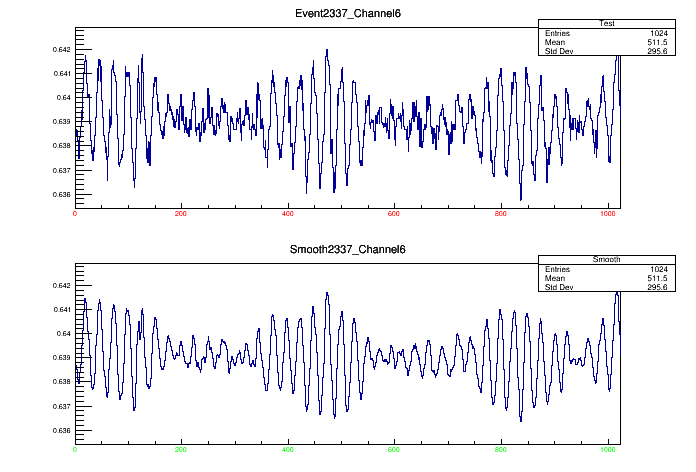 Event2337_Channel6
Test
Entries 1024
Mean 511.5
Std Dev 295.6
0.642
0.641
0.64
0.639
0.638
0.637
0.636
0 200 400 600 800 1000
Smooth2337_Channel6
Smooth
Entries 1024
Mean 511.5
Std Dev 295.6
0.642
0.641
0.64
0.639
0.638
0.637
0.636
0 200 400 600 800 1000